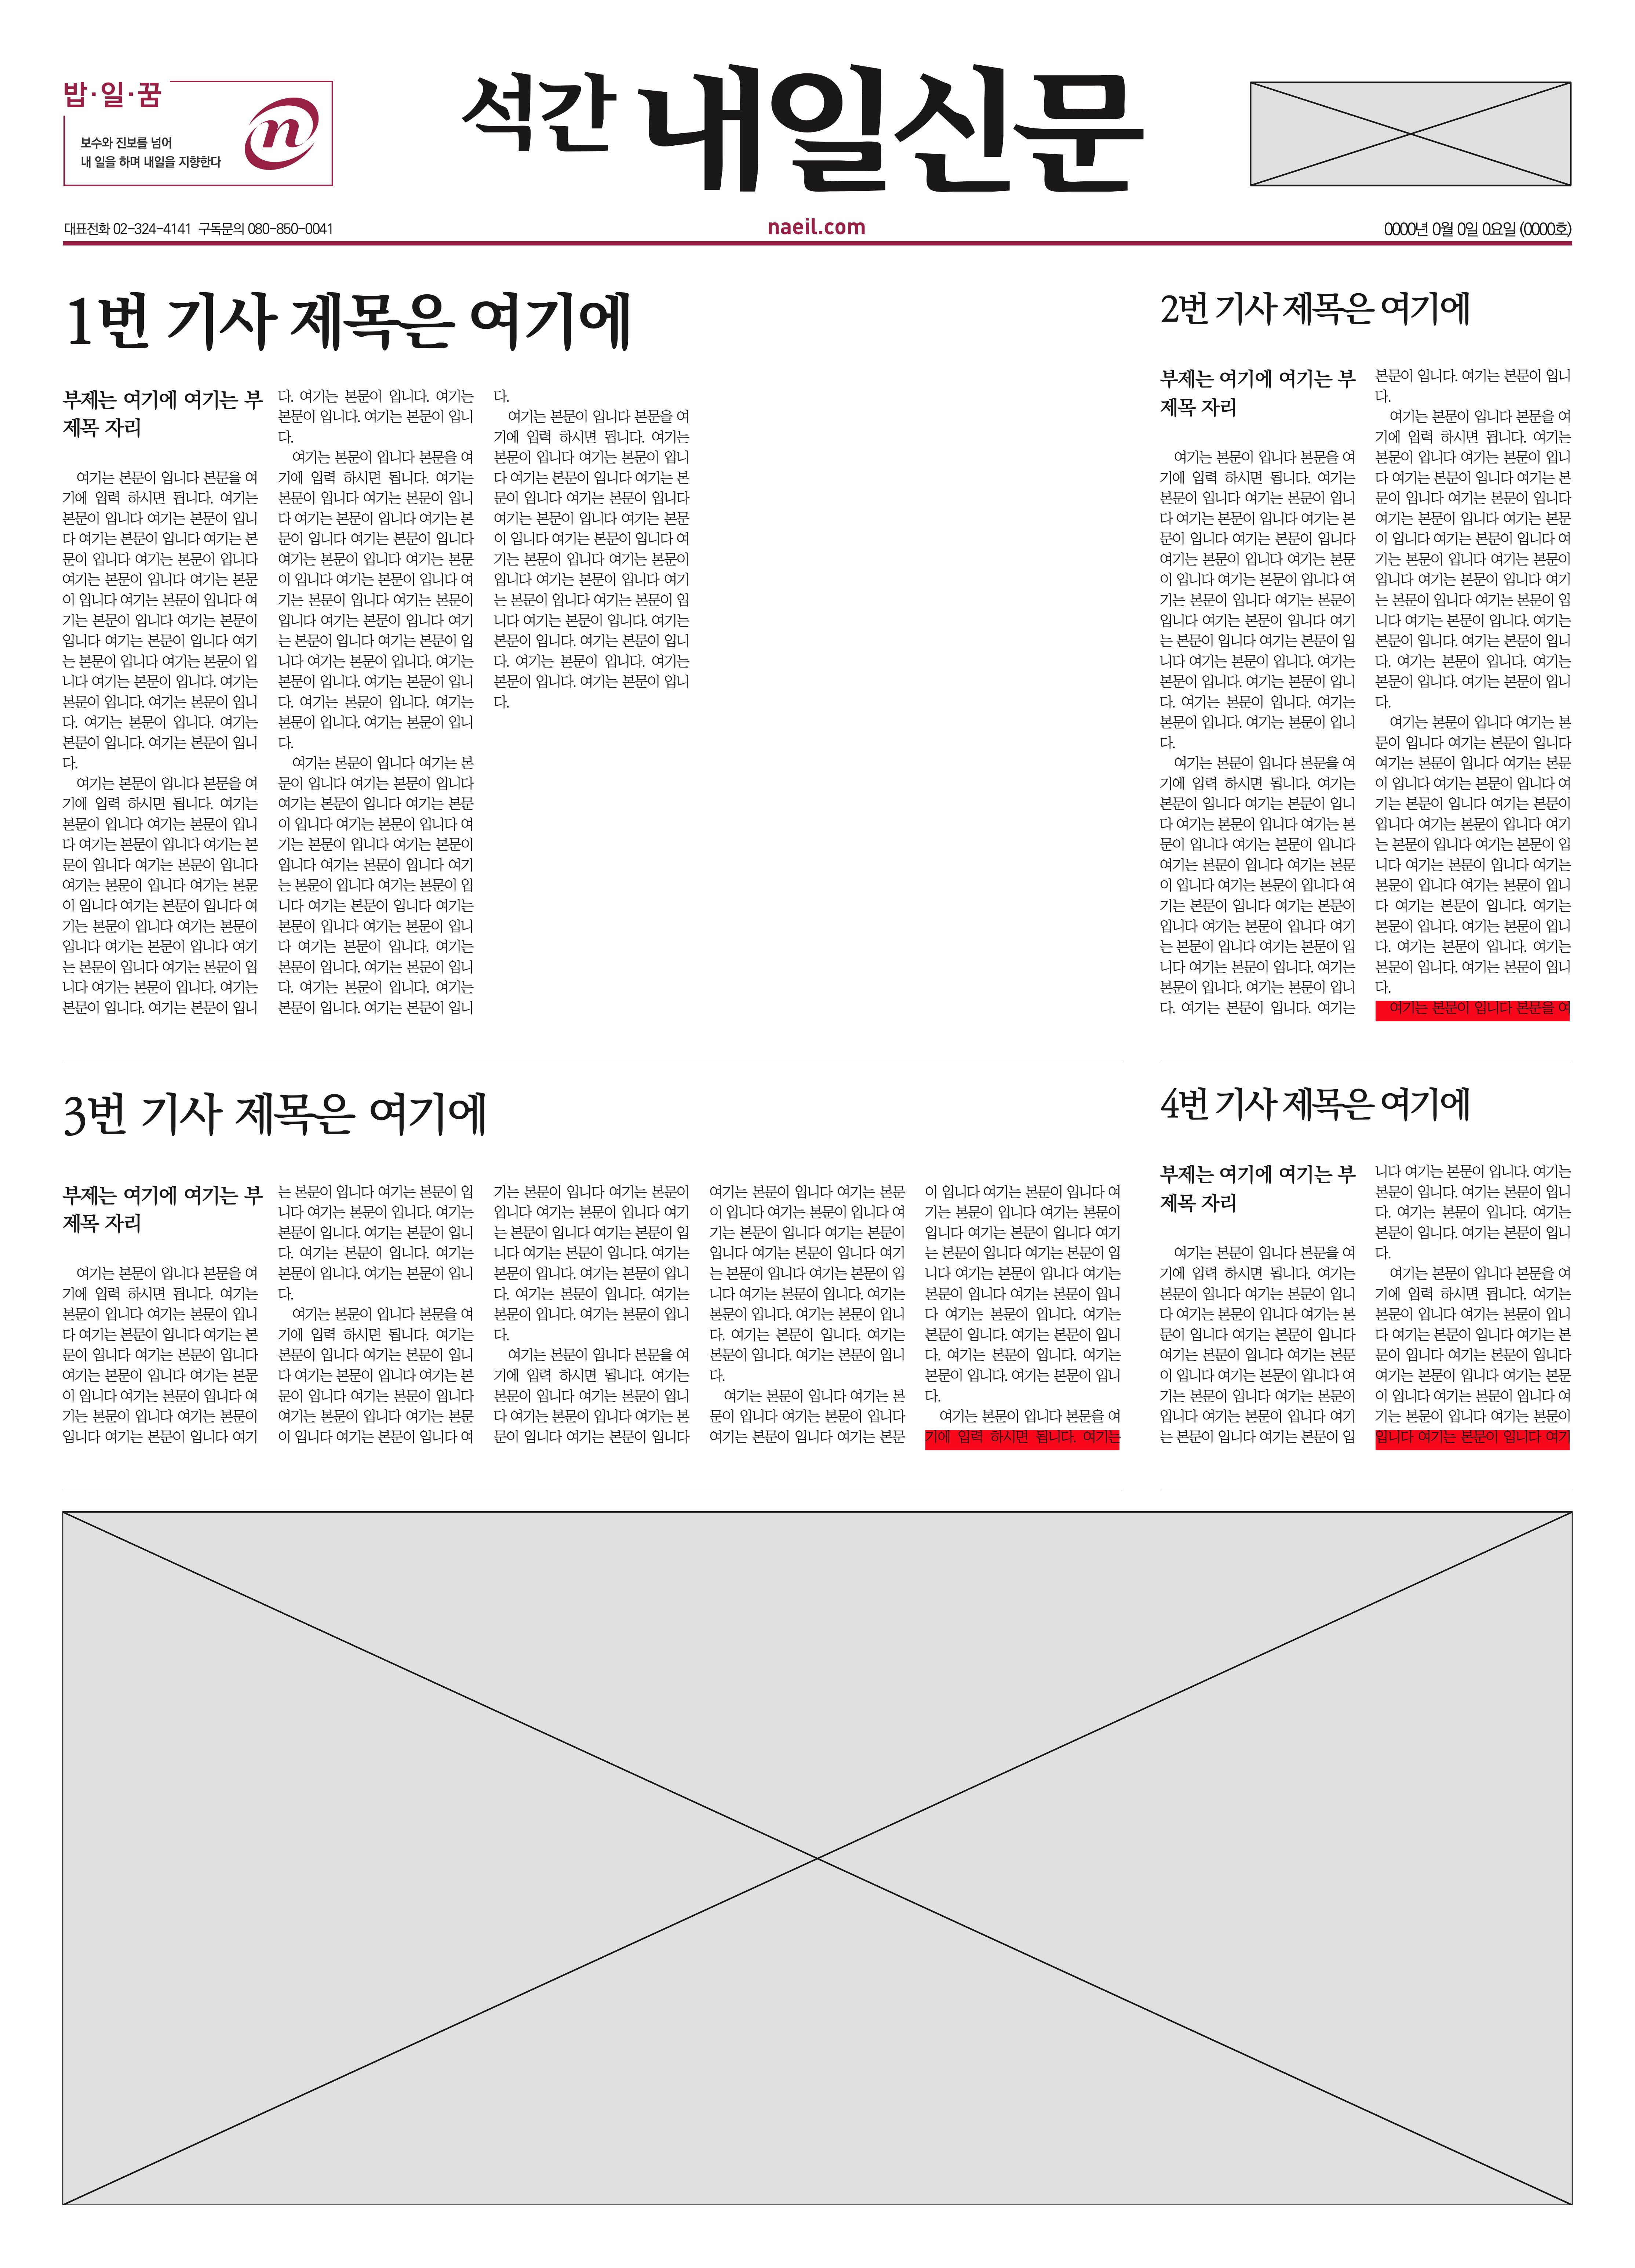 밥·일·꿈
보수와 진보를 넘어
내 일을 하며 내일을 지향한다
n
석간 내일신문
대표전화 02-324-4141 구독문의 080-850-0041
naeil.com
0000년 0월 0일 0요일 (0000호)
1번 기사 제목은 여기에
부제는 여기에 여기는 부
제목 자리
여기는 본문이 입니다 본문을 여
기에 입력 하시면 됩니다. 여기는
본문이 입니다 여기는 본문이 입니
다 여기는 본문이 입니다 여기는 본
문이 입니다 여기는 본문이 입니다
여기는 본문이 입니다 여기는 본문
이 입니다 여기는 본문이 입니다 여
기는 본문이 입니다 여기는 본문이
입니다 여기는 본문이 입니다 여기
는 본문이 입니다 여기는 본문이 입
니다 여기는 본문이 입니다. 여기는
본문이 입니다. 여기는 본문이 입니
다. 여기는 본문이 입니다. 여기는
본문이 입니다. 여기는 본문이 입니
다.
여기는 본문이 입니다 본문을 여
기에 입력 하시면 됩니다. 여기는
본문이 입니다 여기는 본문이 입니
다 여기는 본문이 입니다 여기는 본
문이 입니다 여기는 본문이 입니다
여기는 본문이 입니다 여기는 본문
이 입니다 여기는 본문이 입니다 여
기는 본문이 입니다 여기는 본문이
입니다 여기는 본문이 입니다 여기
는 본문이 입니다 여기는 본문이 입
니다 여기는 본문이 입니다. 여기는
본문이 입니다. 여기는 본문이 입니
다. 여기는 본문이 입니다. 여기는
본문이 입니다. 여기는 본문이 입니
다.
여기는 본문이 입니다 본문을 여
기에 입력 하시면 됩니다. 여기는
본문이 입니다 여기는 본문이 입니
다 여기는 본문이 입니다 여기는 본
문이 입니다 여기는 본문이 입니다
여기는 본문이 입니다 여기는 본문
이 입니다 여기는 본문이 입니다 여
기는 본문이 입니다 여기는 본문이
입니다 여기는 본문이 입니다 여기
는 본문이 입니다 여기는 본문이 입
니다 여기는 본문이 입니다. 여기는
본문이 입니다. 여기는 본문이 입니
다. 여기는 본문이 입니다. 여기는
본문이 입니다. 여기는 본문이 입니
다.
여기는 본문이 입니다 여기는 본
문이 입니다 여기는 본문이 입니다
여기는 본문이 입니다 여기는 본문
이 입니다 여기는 본문이 입니다 여
기는 본문이 입니다 여기는 본문이
입니다 여기는 본문이 입니다 여기
는 본문이 입니다 여기는 본문이 입
니다 여기는 본문이 입니다 여기는
본문이 입니다 여기는 본문이 입니
다 여기는 본문이 입니다. 여기는
본문이 입니다. 여기는 본문이 입니
다. 여기는 본문이 입니다. 여기는
본문이 입니다. 여기는 본문이 입니
다.
여기는 본문이 입니다 본문을 여
기에 입력 하시면 됩니다. 여기는
본문이 입니다 여기는 본문이 입니
다 여기는 본문이 입니다 여기는 본
문이 입니다 여기는 본문이 입니다
여기는 본문이 입니다 여기는 본문
이 입니다 여기는 본문이 입니다 여
기는 본문이 입니다 여기는 본문이
입니다 여기는 본문이 입니다 여기
는 본문이 입니다 여기는 본문이 입
니다 여기는 본문이 입니다. 여기는
본문이 입니다. 여기는 본문이 입니
다. 여기는 본문이 입니다. 여기는
본문이 입니다. 여기는 본문이 입니
다.
2번 기사 제목은 여기에
부제는 여기에 여기는 부
제목 자리
여기는 본문이 입니다 본문을 여
기에 입력 하시면 됩니다. 여기는
본문이 입니다 여기는 본문이 입니
다 여기는 본문이 입니다 여기는 본
문이 입니다 여기는 본문이 입니다
여기는 본문이 입니다 여기는 본문
이 입니다 여기는 본문이 입니다 여
기는 본문이 입니다 여기는 본문이
입니다 여기는 본문이 입니다 여기
는 본문이 입니다 여기는 본문이 입
니다 여기는 본문이 입니다. 여기는
본문이 입니다. 여기는 본문이 입니
다. 여기는 본문이 입니다. 여기는
본문이 입니다. 여기는 본문이 입니
다.
여기는 본문이 입니다 본문을 여
기에 입력 하시면 됩니다. 여기는
본문이 입니다 여기는 본문이 입니
다 여기는 본문이 입니다 여기는 본
문이 입니다 여기는 본문이 입니다
여기는 본문이 입니다 여기는 본문
이 입니다 여기는 본문이 입니다 여
기는 본문이 입니다 여기는 본문이
입니다 여기는 본문이 입니다 여기
는 본문이 입니다 여기는 본문이 입
니다 여기는 본문이 입니다. 여기는
본문이 입니다. 여기는 본문이 입니
다. 여기는 본문이 입니다. 여기는
본문이 입니다. 여기는 본문이 입니
다.
여기는 본문이 입니다 본문을 여
기에 입력 하시면 됩니다. 여기는
본문이 입니다 여기는 본문이 입니
다 여기는 본문이 입니다 여기는 본
문이 입니다 여기는 본문이 입니다
여기는 본문이 입니다 여기는 본문
이 입니다 여기는 본문이 입니다 여
기는 본문이 입니다 여기는 본문이
입니다 여기는 본문이 입니다 여기
는 본문이 입니다 여기는 본문이 입
니다 여기는 본문이 입니다. 여기는
본문이 입니다. 여기는 본문이 입니
다. 여기는 본문이 입니다. 여기는
본문이 입니다. 여기는 본문이 입니
다.
여기는 본문이 입니다 여기는 본
문이 입니다 여기는 본문이 입니다
여기는 본문이 입니다 여기는 본문
이 입니다 여기는 본문이 입니다 여
기는 본문이 입니다 여기는 본문이
입니다 여기는 본문이 입니다 여기
는 본문이 입니다 여기는 본문이 입
니다 여기는 본문이 입니다 여기는
본문이 입니다 여기는 본문이 입니
다 여기는 본문이 입니다. 여기는
본문이 입니다. 여기는 본문이 입니
다. 여기는 본문이 입니다. 여기는
본문이 입니다. 여기는 본문이 입니
다.
여기는 본문이 입니다 본문을 여
3번 기사 제목은 여기에
부제는 여기에 여기는 부
제목 자리
여기는 본문이 입니다 본문을 여
기에 입력 하시면 됩니다. 여기는
본문이 입니다 여기는 본문이 입니
다 여기는 본문이 입니다 여기는 본
문이 입니다 여기는 본문이 입니다
여기는 본문이 입니다 여기는 본문
이 입니다 여기는 본문이 입니다 여
기는 본문이 입니다 여기는 본문이
입니다 여기는 본문이 입니다 여기
는 본문이 입니다 여기는 본문이 입
니다 여기는 본문이 입니다. 여기는
본문이 입니다. 여기는 본문이 입니
다. 여기는 본문이 입니다. 여기는
본문이 입니다. 여기는 본문이 입니
다.
여기는 본문이 입니다 본문을 여
기에 입력 하시면 됩니다. 여기는
본문이 입니다 여기는 본문이 입니
다 여기는 본문이 입니다 여기는 본
문이 입니다 여기는 본문이 입니다
여기는 본문이 입니다 여기는 본문
이 입니다 여기는 본문이 입니다 여
기는 본문이 입니다 여기는 본문이
입니다 여기는 본문이 입니다 여기
는 본문이 입니다 여기는 본문이 입
니다 여기는 본문이 입니다. 여기는
본문이 입니다. 여기는 본문이 입니
다. 여기는 본문이 입니다. 여기는
본문이 입니다. 여기는 본문이 입니
다.
여기는 본문이 입니다 본문을 여
기에 입력 하시면 됩니다. 여기는
본문이 입니다 여기는 본문이 입니
다 여기는 본문이 입니다 여기는 본
문이 입니다 여기는 본문이 입니다
여기는 본문이 입니다 여기는 본문
이 입니다 여기는 본문이 입니다 여
기는 본문이 입니다 여기는 본문이
입니다 여기는 본문이 입니다 여기
는 본문이 입니다 여기는 본문이 입
니다 여기는 본문이 입니다. 여기는
본문이 입니다. 여기는 본문이 입니
다. 여기는 본문이 입니다. 여기는
본문이 입니다. 여기는 본문이 입니
다.
여기는 본문이 입니다 여기는 본
문이 입니다 여기는 본문이 입니다
여기는 본문이 입니다 여기는 본문
이 입니다 여기는 본문이 입니다 여
기는 본문이 입니다 여기는 본문이
입니다 여기는 본문이 입니다 여기
는 본문이 입니다 여기는 본문이 입
니다 여기는 본문이 입니다 여기는
본문이 입니다 여기는 본문이 입니
다 여기는 본문이 입니다. 여기는
본문이 입니다. 여기는 본문이 입니
다. 여기는 본문이 입니다. 여기는
본문이 입니다. 여기는 본문이 입니
다.
여기는 본문이 입니다 본문을 여
기에 입력 하시면 됩니다. 여기는
4번 기사 제목은 여기에
부제는 여기에 여기는 부
제목 자리
여기는 본문이 입니다 본문을 여
기에 입력 하시면 됩니다. 여기는
본문이 입니다 여기는 본문이 입니
다 여기는 본문이 입니다 여기는 본
문이 입니다 여기는 본문이 입니다
여기는 본문이 입니다 여기는 본문
이 입니다 여기는 본문이 입니다 여
기는 본문이 입니다 여기는 본문이
입니다 여기는 본문이 입니다 여기
는 본문이 입니다 여기는 본문이 입
니다 여기는 본문이 입니다. 여기는
본문이 입니다. 여기는 본문이 입니
다. 여기는 본문이 입니다. 여기는
본문이 입니다. 여기는 본문이 입니
다.
여기는 본문이 입니다 본문을 여
기에 입력 하시면 됩니다. 여기는
본문이 입니다 여기는 본문이 입니
다 여기는 본문이 입니다 여기는 본
문이 입니다 여기는 본문이 입니다
여기는 본문이 입니다 여기는 본문
이 입니다 여기는 본문이 입니다 여
기는 본문이 입니다 여기는 본문이
입니다 여기는 본문이 입니다 여기